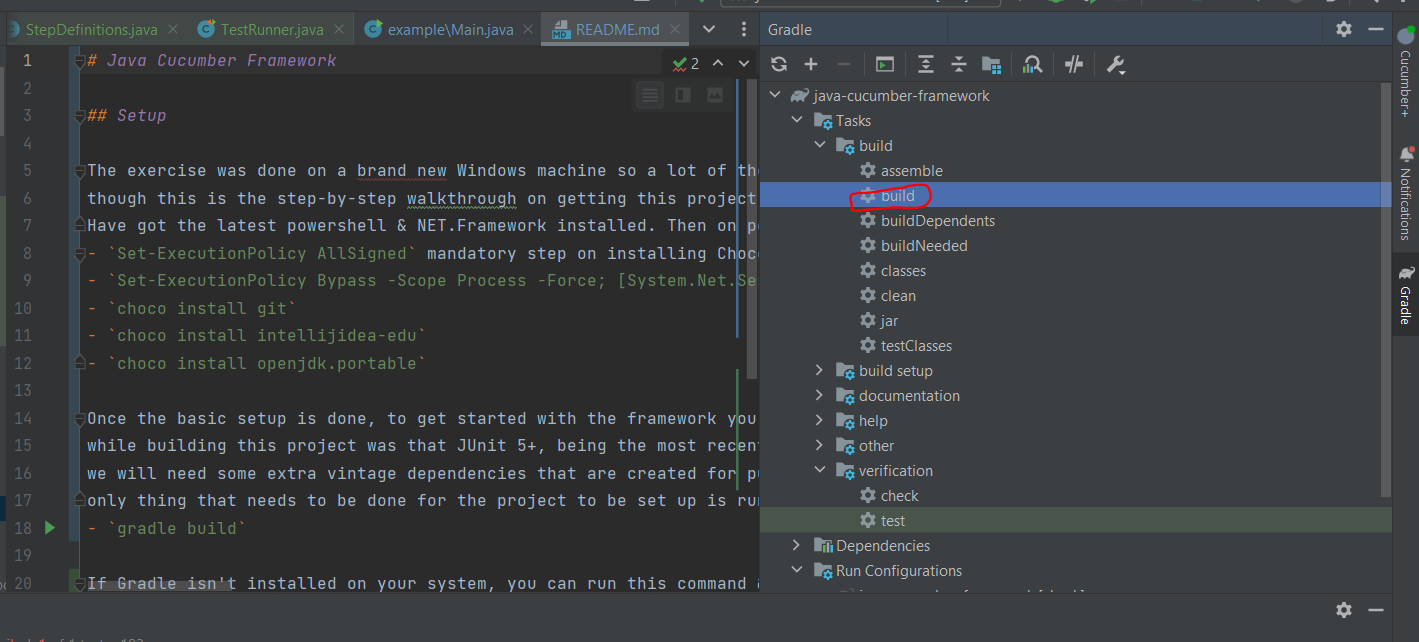 StepDefinitions.java
TestRunner.java
example\Main.java
README.md
Gradle
1 # Java Cucumber Framework
2
2
3 ## Setup
4
5 The exercise was done on a brand new Windows machine so a lot of th
6 though this is the step-by-step walkthrough on getting this project
7 Have got the latest powershell & NET.Framework installed. Then on p
8 - `Set-ExecutionPolicy AllSigned` mandatory step on installing Choc
9 - `Set-ExecutionPolicy Bypass -Scope Process -Force; [System.Net.Se
10 - `choco install git`
11 - `choco install intellijidea-edu`
12 - `choco install openjdk.portable`
13
14 Once the basic setup is done, to get started with the framework you
15 while building this project was that JUnit 5+, being the most recen
16 we will need some extra vintage dependencies that are created for p
17 only thing that needs to be done for the project to be set up is ru
18 - `gradle build`
19
20 If Gradle isn't installed on your system, you can run this command
java-cucumber-framework
Tasks
build
assemble
build
buildDependents
buildNeeded
classes
clean
jar
testClasses
build setup
documentation
help
other
verification
check
test
Dependencies
Run Configurations
Cucumber+
Notifications
Gradle